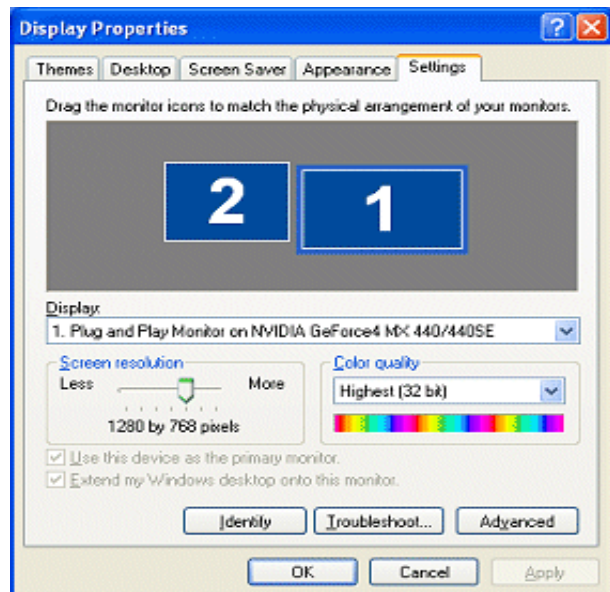 Display Properties
Themes Desktop Screen Saver Appearance Settings
Drag the monitor icons to match the physical arrangement of your monitors.
2 1
Display:
1. Plug and Play Monitor on NVIDIA GeForce4 MX 440/440SE
Screen resolution Color quality
Less More Highest (32 bit)
1280 by 768 pixels
Use this device as the primary monitor.
Extend my Windows desktop onto this monitor.
Identify Troubleshoot... Advanced
OK Cancel Apply